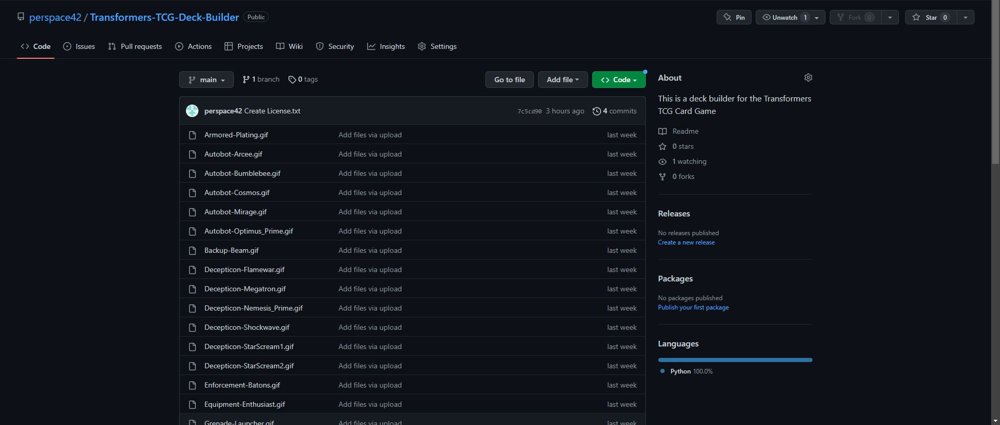 perspace42 / Transformers-TCG-Deck-Builder Public
Pin Unwatch 1 Fork 0 Star 0
Code Issues Pull requests Actions Projects Wiki Security Insights Settings
main 1 branch 0 tags Go to file Add file Code
perspace42 Create License.txt 7c5cd90 3 hours ago 4 commits
Armored-Plating.gif Add files via upload last week
Autobot-Arcee.gif Add files via upload last week
Autobot-Bumblebee.gif Add files via upload last week
Autobot-Cosmos.gif Add files via upload last week
Autobot-Mirage.gif Add files via upload last week
Autobot-Optimus_Prime.gif Add files via upload last week
Backup-Beam.gif Add files via upload last week
Decepticon-Flamewar.gif Add files via upload last week
Decepticon-Megatron.gif Add files via upload last week
Decepticon-Nemesis_Prime.gif Add files via upload last week
Decepticon-Shockwave.gif Add files via upload last week
Decepticon-StarScream1.gif Add files via upload last week
Decepticon-StarScream2.gif Add files via upload last week
Enforcement-Batons.gif Add files via upload last week
Equipment-Enthusiast.gif Add files via upload last week
Grenade-Launcher.gif Add files via upload last week
About
This is a deck builder for the Transformers
TCG Card Game
Readme
0 stars
1 watching
0 forks
Releases
No releases published
Create a new release
Packages
No packages published
Publish your first package
Languages
Python 100.0%